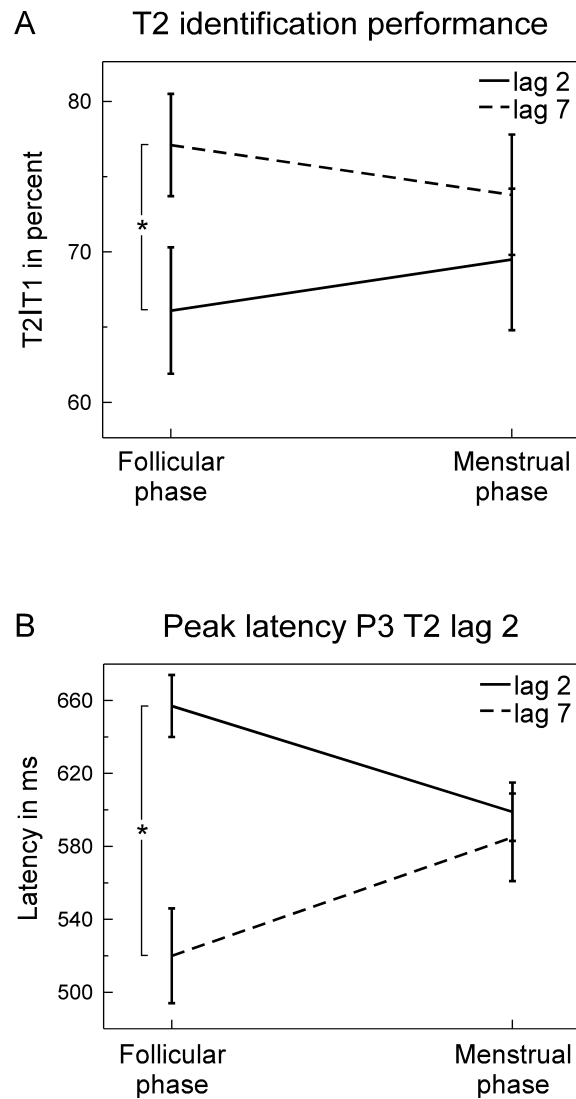 A T2 identification performance
lag 2
lag 7
80
70
60
T2|T1 in percent
*
Follicular phase
Menstrual phase
B Peak latency P3 T2 lag 2
lag 2
lag 7
660
620
580
540
500
Latency in ms
*
Follicular phase
Menstrual phase